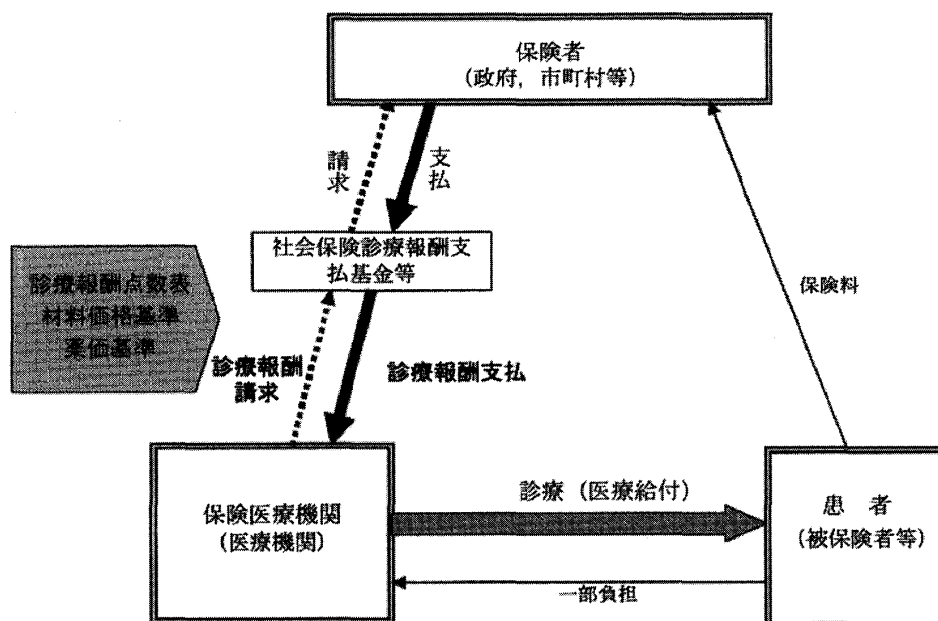 保険者
(政府，市町村等)
請求
支払
社会保険診療報酬支
払基金等
診療報酬点数表
材料価格基準
薬価基準
保険料
診療報酬
請求
診療報酬支払
保険医療機関
(医療機関)
診療（医療給付）
患　者
(被保険者等)
一部負担